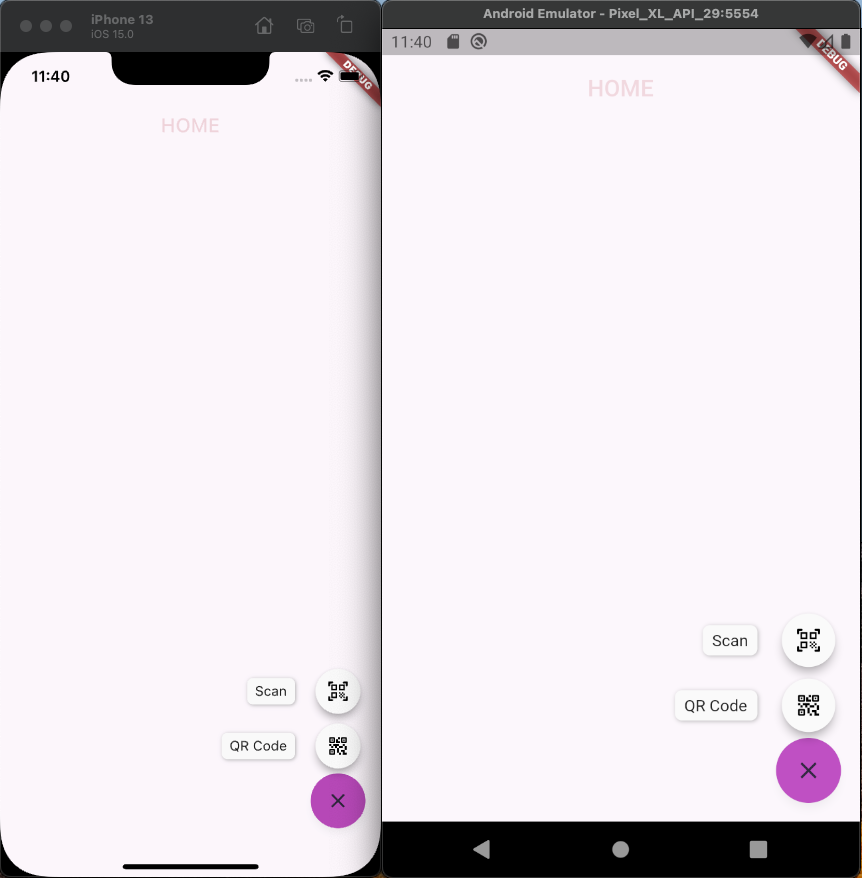 iPhone 13
iOS 15.0
11:40
DEBUG
HOME
Scan
QR Code
Android Emulator - Pixel_XL_API_29:5554
11:40
DEBUG
HOME
Scan
QR Code